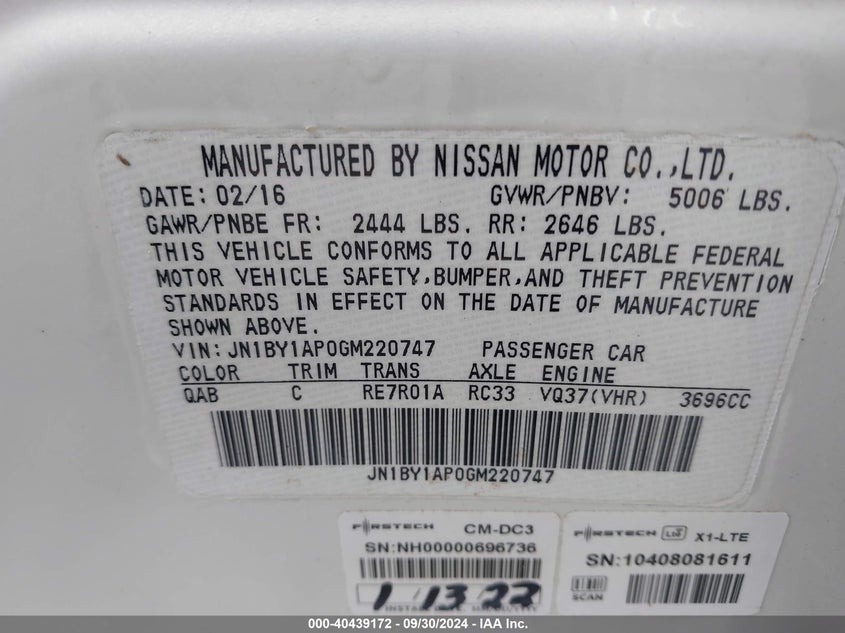 MANUFACTURED BY NISSAN MOTOR CO.,LTD.
DATE: 02/16 GVWR/PNBV: 5006 LBS.
GAWR/PNBE FR: 2444 LBS. RR: 2646 LBS.
THIS VEHICLE CONFORMS TO ALL APPLICABLE FEDERAL
MOTOR VEHICLE SAFETY,BUMPER,AND THEFT PREVENTION
STANDARDS IN EFFECT ON THE DATE OF MANUFACTURE
SHOWN ABOVE.
VIN: JN1BY1AP0GM220747 PASSENGER CAR
COLOR TRIM TRANS AXLE ENGINE
QAB C RE7R01A RC33 VQ37(VHR) 3696CC
JN1BY1AP0GM220747
FIRSTECH CM-DC3
SN:NH00000696736
1 13 22
FIRSTECH LTE X1-LTE
SN:10408081611
SCAN
000-40439172 - 09/30/2024 - IAA Inc.